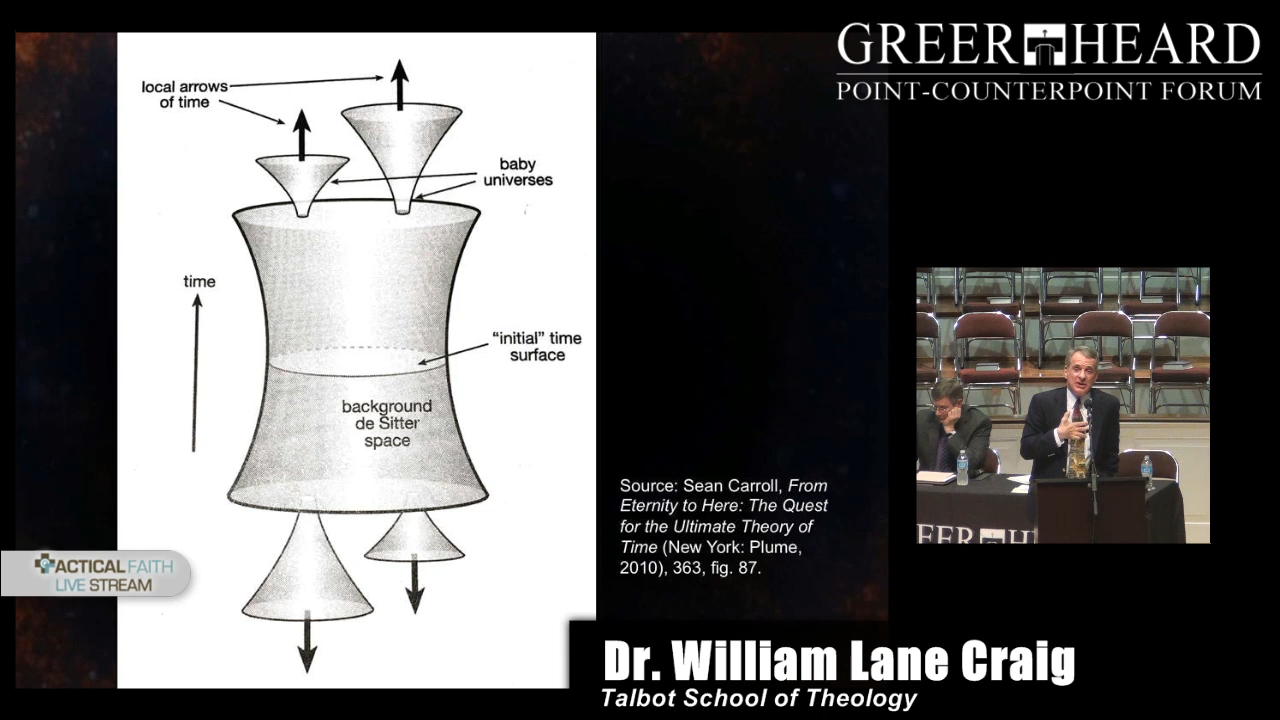 GREER HEARD
POINT-COUNTERPOINT FORUM
local arrows
of time
baby
universes
time
"initial" time
surface
background
de Sitter
space
Source: Sean Carroll, From
Eternity to Here: The Quest
for the Ultimate Theory of
Time (New York: Plume,
2010), 363, fig. 87.
TACTICAL FAITH
LIVE STREAM
GREER H
Dr. William Lane Craig
Talbot School of Theology